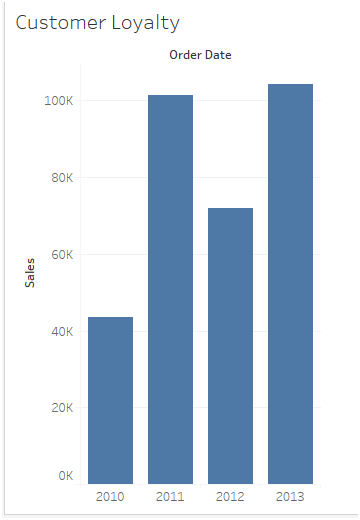 Customer Loyalty
Order Date
100K
80K
60K
40K
20K
0K
Sales
2010 2011 2012 2013